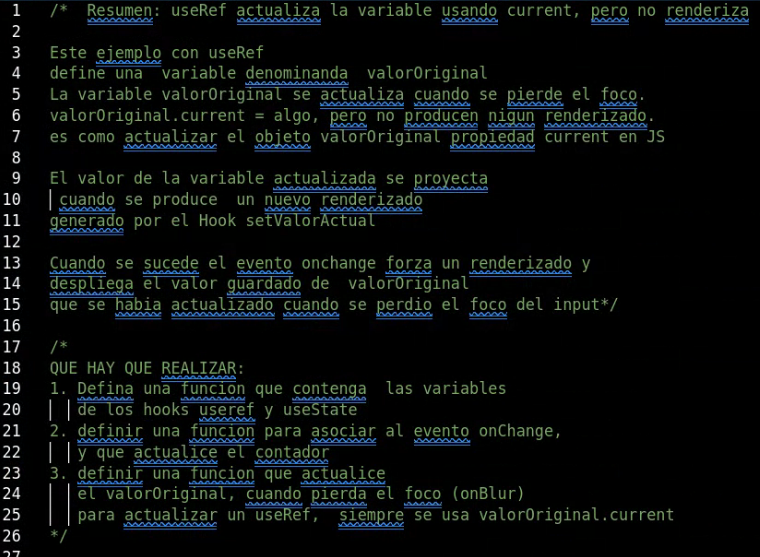 1 /*  Resumen: useRef actualiza la variable usando current, pero no renderiza
2
3 Este ejemplo con useRef
4 define una  variable denominanda  valorOriginal
5 La variable valorOriginal se actualiza cuando se pierde el foco.
6 valorOriginal.current = algo, pero no producen nigun renderizado.
7 es como actualizar el objeto valorOriginal propiedad current en JS
8
9 El valor de la variable actualizada se proyecta
10  cuando se produce  un nuevo renderizado
11 generado por el Hook setValorActual
12
13 Cuando se sucede el evento onchange forza un renderizado y
14 despliega el valor guardado de  valorOriginal
15 que se habia actualizado cuando se perdio el foco del input*/
16
17 /*
18 QUE HAY QUE REALIZAR:
19 1. Defina una funcion que contenga  las variables
20    de los hooks useref y useState
21 2. definir una funcion para asociar al evento onChange,
22    y que actualice el contador
23 3. definir una funcion que actualice
24    el valorOriginal, cuando pierda el foco (onBlur)
25    para actualizar un useRef,  siempre se usa valorOriginal.current
26 */
27